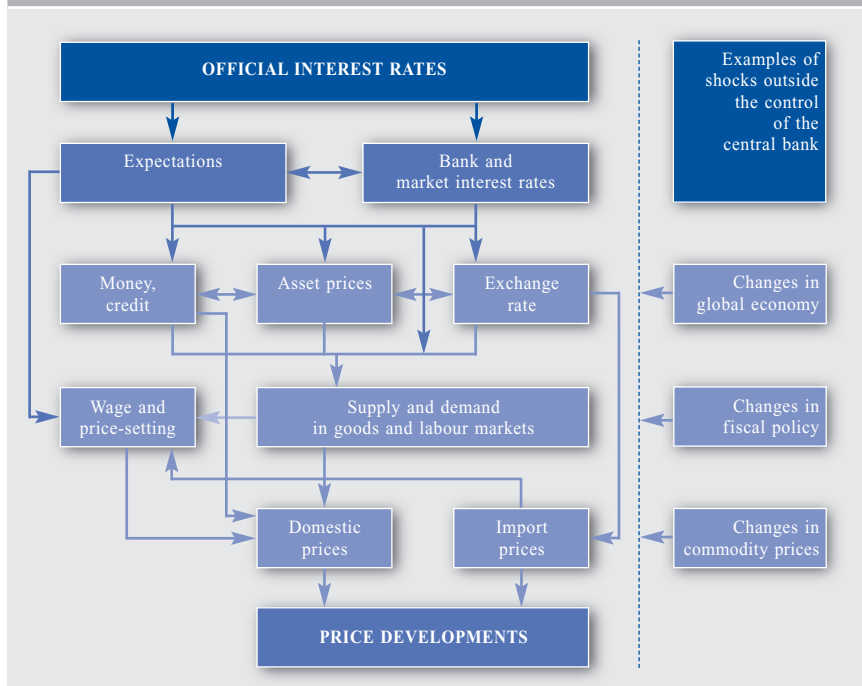 OFFICIAL INTEREST RATES
Examples of
shocks outside
the control
of the
central bank
Expectations
Bank and
market interest rates
Money,
credit
Asset prices
Exchange
rate
Changes in
global economy
Wage and
price-setting
Supply and demand
in goods and labour markets
Changes in
fiscal policy
Domestic
prices
Import
prices
Changes in
commodity prices
PRICE DEVELOPMENTS